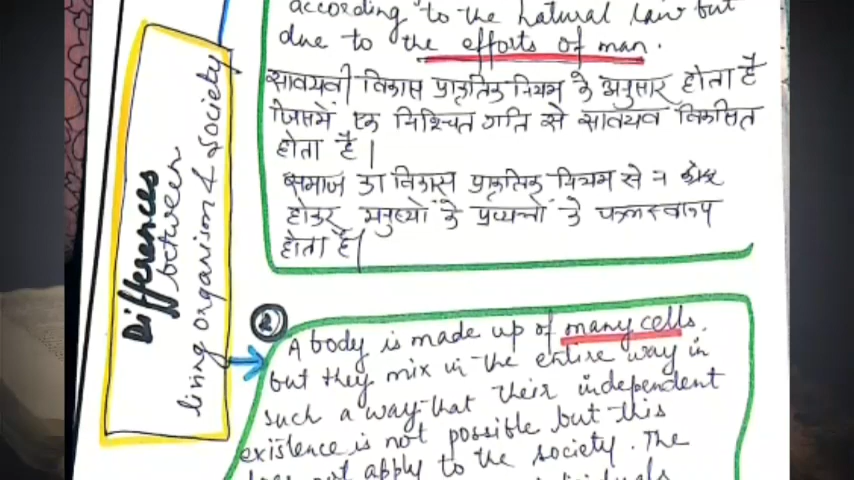 according to the natural law but
due to the efforts of man.
सावयवी विकास प्राकृतिक नियम के अनुसार होता है
जिसमें एक निश्चित गति से सावयव विकसित
होता है |
समाज का विकास प्राकृतिक नियम से न
होकर मनुष्यों के प्रयत्नों के फलस्वरूप
होता है |
Differences
between
living organism & society
2
A body is made up of many cells.
but they mix in the entire way in
such a way that their independent
existence is not possible but this
does not apply to the society. The
individuals